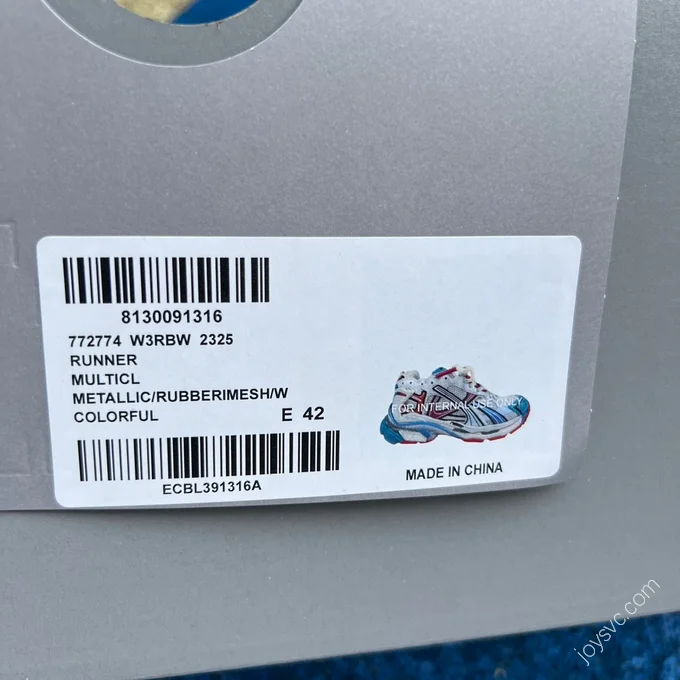 8130091316
772774 W3RBW 2325
RUNNER
MULTICL
METALLIC/RUBBERIMESH/W
COLORFUL E 42
ECBL391316A
FOR INTERNAL USE ONLY
MADE IN CHINA
joysvc.com